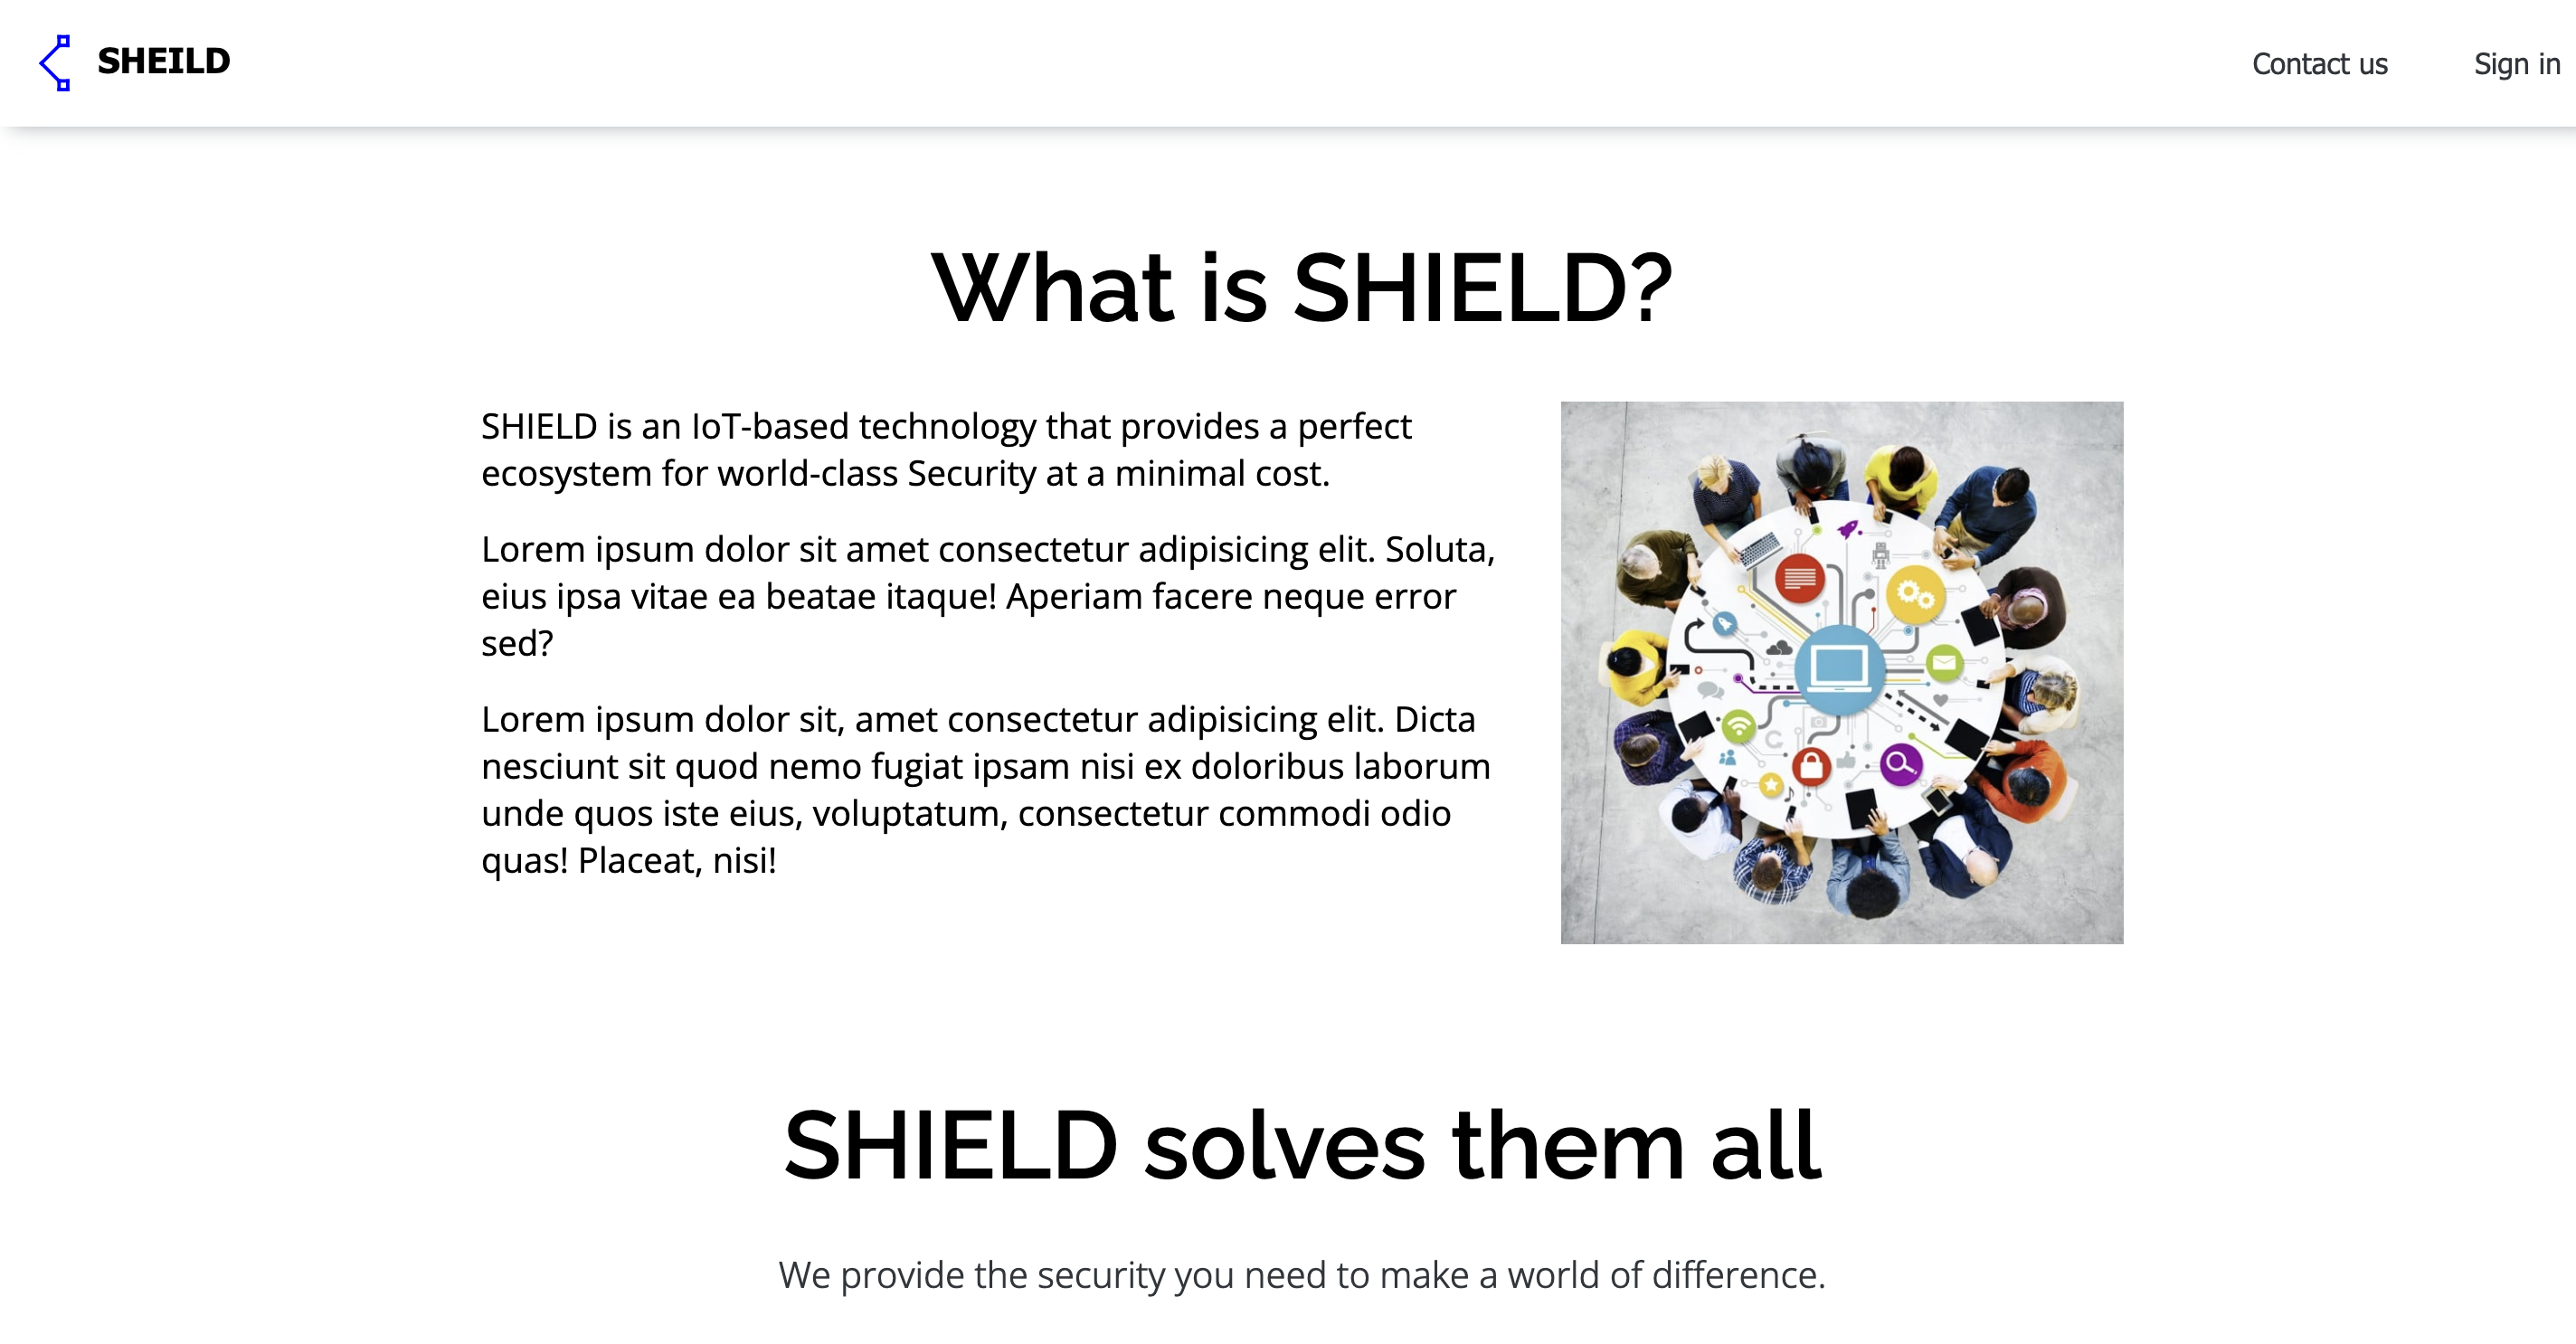 SHEILD
Contact us
Sign in
What is SHIELD?
SHIELD is an IoT-based technology that provides a perfect
ecosystem for world-class Security at a minimal cost.
Lorem ipsum dolor sit amet consectetur adipisicing elit. Soluta,
eius ipsa vitae ea beatae itaque! Aperiam facere neque error
sed?
Lorem ipsum dolor sit, amet consectetur adipisicing elit. Dicta
nesciunt sit quod nemo fugiat ipsam nisi ex doloribus laborum
unde quos iste eius, voluptatum, consectetur commodi odio
quas! Placeat, nisi!
SHIELD solves them all
We provide the security you need to make a world of difference.